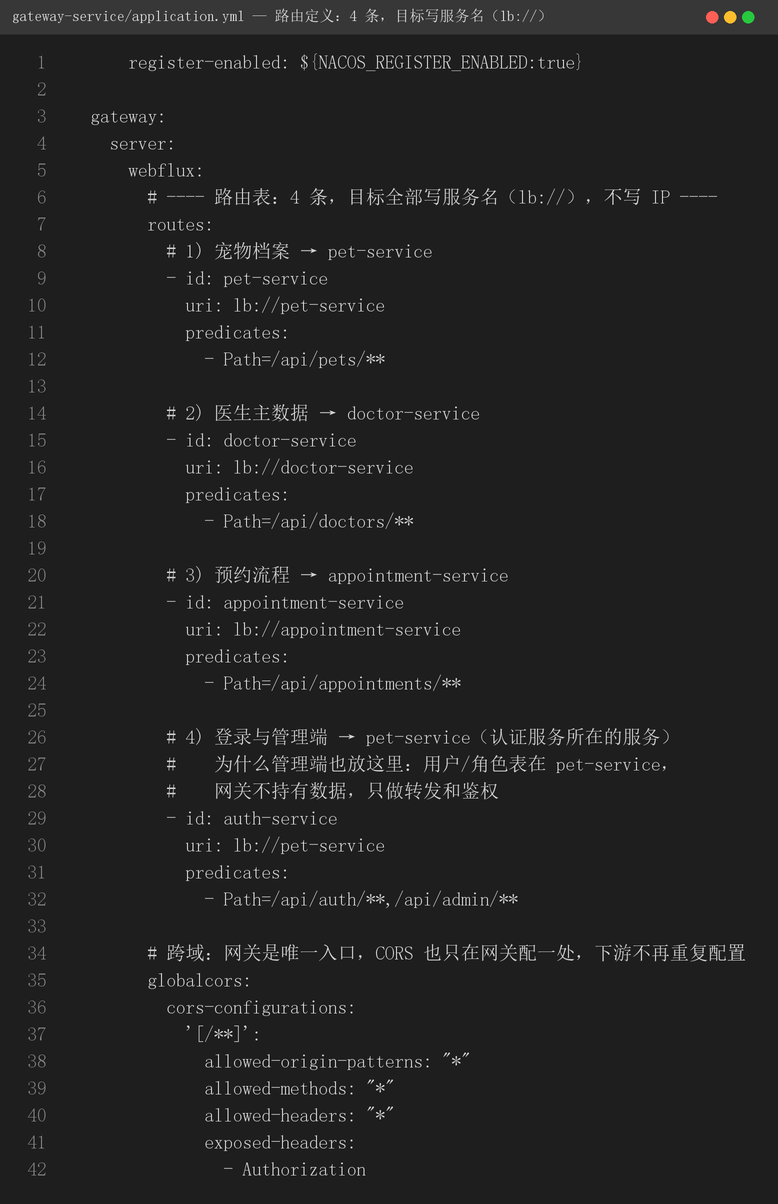 gateway-service/application.yml — 路由定义：4 条，目标写服务名（lb://）
1 register-enabled: ${NACOS_REGISTER_ENABLED:true}
2
3 gateway:
4 server:
5 webflux:
6 # ---- 路由表：4 条，目标全部写服务名（lb://），不写 IP ----
7 routes:
8 # 1) 宠物档案 → pet-service
9 - id: pet-service
10 uri: lb://pet-service
11 predicates:
12 - Path=/api/pets/**
13
14 # 2) 医生主数据 → doctor-service
15 - id: doctor-service
16 uri: lb://doctor-service
17 predicates:
18 - Path=/api/doctors/**
19
20 # 3) 预约流程 → appointment-service
21 - id: appointment-service
22 uri: lb://appointment-service
23 predicates:
24 - Path=/api/appointments/**
25
26 # 4) 登录与管理端 → pet-service（认证服务所在的服务）
27 # 为什么管理端也放这里：用户/角色表在 pet-service，
28 # 网关不持有数据，只做转发和鉴权
29 - id: auth-service
30 uri: lb://pet-service
31 predicates:
32 - Path=/api/auth/**,/api/admin/**
33
34 # 跨域：网关是唯一入口，CORS 也只在网关配一处，下游不再重复配置
35 globalcors:
36 cors-configurations:
37 '[/**]':
38 allowed-origin-patterns: "*"
39 allowed-methods: "*"
40 allowed-headers: "*"
41 exposed-headers:
42 - Authorization